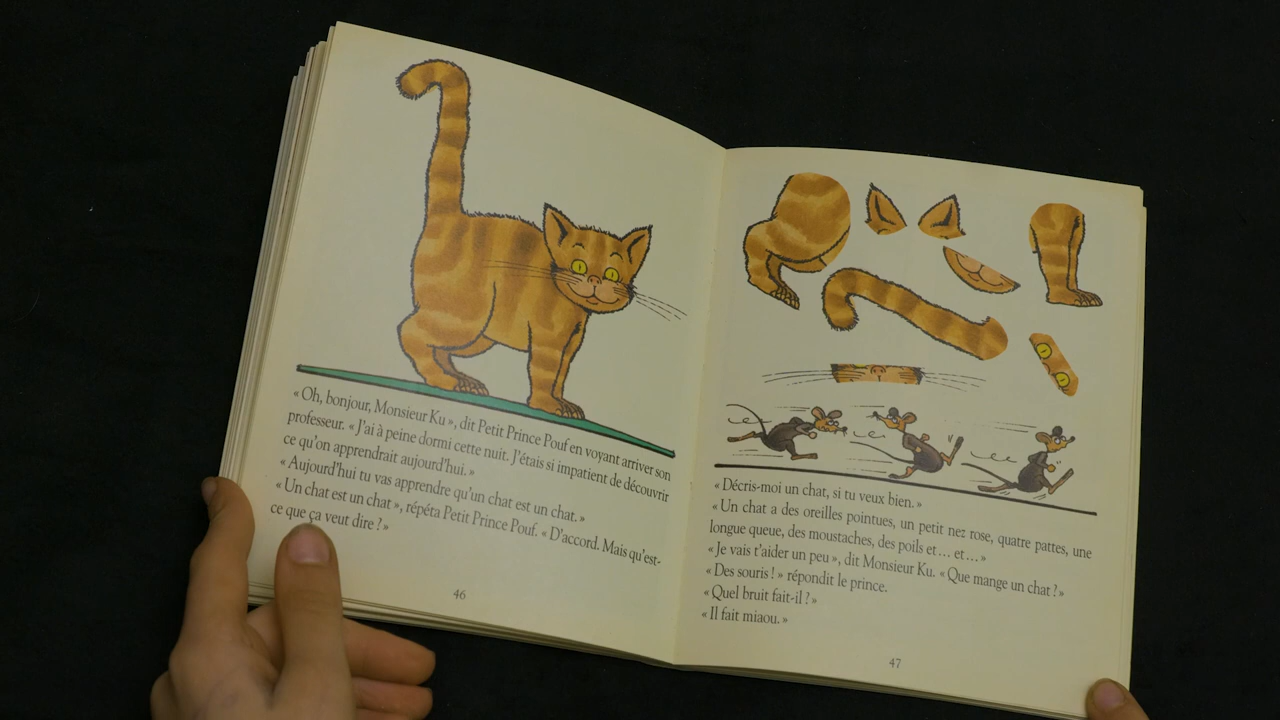 « Oh, bonjour, Monsieur Ku », dit Petit Prince Pouf en voyant arriver son
professeur. « J'ai à peine dormi cette nuit. J'étais si impatient de découvrir
ce qu'on apprendrait aujourd'hui. »
« Aujourd'hui tu vas apprendre qu'un chat est un chat. »
« Un chat est un chat », répéta Petit Prince Pouf. « D'accord. Mais qu'est-
ce que ça veut dire ? »
46
« Décris-moi un chat, si tu veux bien. »
« Un chat a des oreilles pointues, un petit nez rose, quatre pattes, une
longue queue, des moustaches, des poils et… et… »
« Je vais t'aider un peu », dit Monsieur Ku. « Que mange un chat ? »
« Des souris ! » répondit le prince.
« Quel bruit fait-il ? »
« Il fait miaou. »
47